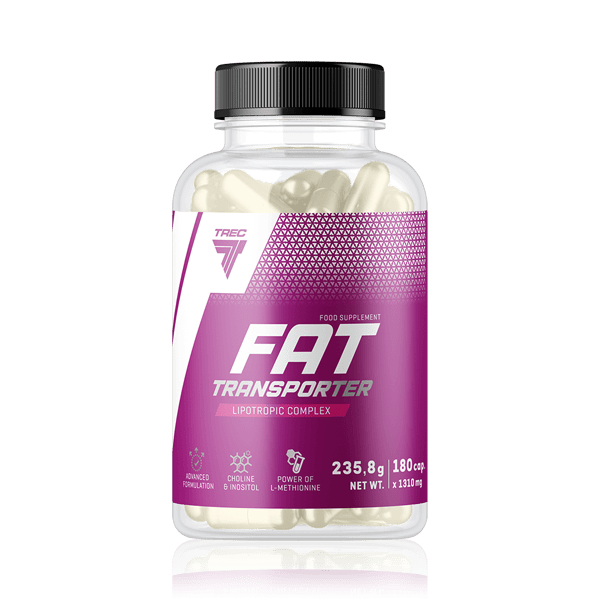 TREC
FOOD SUPPLEMENT
FAT
TRANSPORTER
LIPOTROPIC COMPLEX
ADVANCED
FORMULATION
CHOLINE
& INOSITOL
POWER OF
L-METHIONINE
235,8g
NET WT.
180 cap.
x 1310 mg